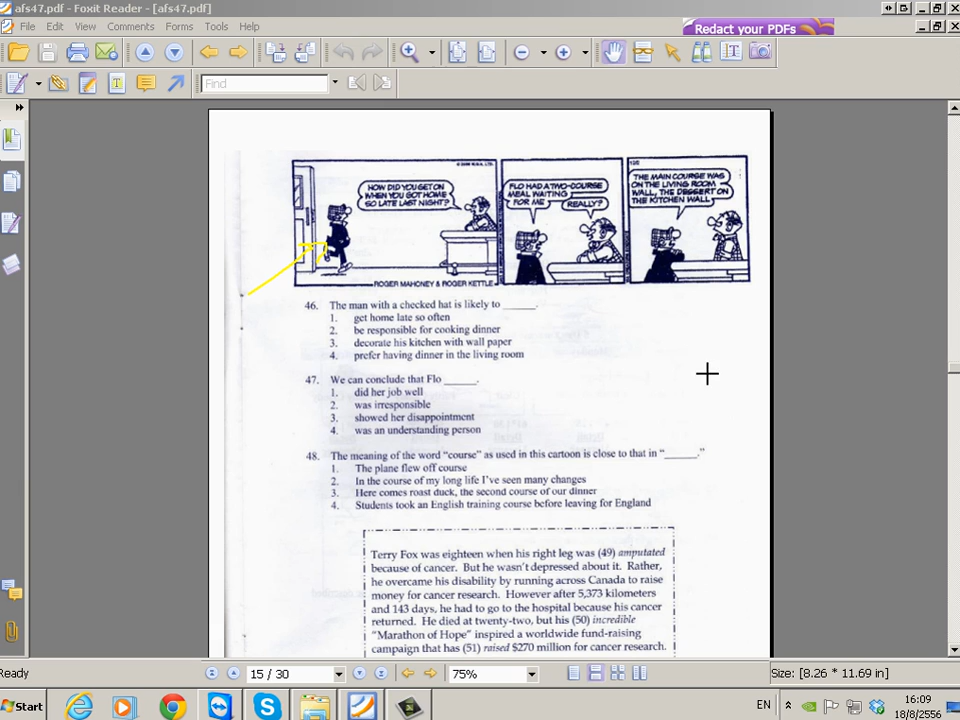 afs47.pdf - Foxit Reader - [afs47.pdf]
File Edit View Comments Forms Tools Help
Redact your PDFs
Find
HOW DID YOU GET ON
WHEN YOU GOT HOME
SO LATE LAST NIGHT?
ROGER MAHONEY & ROGER KETTLE
FLO HAD A TWO-COURSE
MEAL WAITING
FOR ME
REALLY?
THE MAIN COURSE WAS
ON THE LIVING ROOM
WALL, THE DESSERT ON
THE KITCHEN WALL
46. The man with a checked hat is likely to ______.
1. get home late so often
2. be responsible for cooking dinner
3. decorate his kitchen with wall paper
4. prefer having dinner in the living room
47. We can conclude that Flo ______.
1. did her job well
2. was irresponsible
3. showed her disappointment
4. was an understanding person
48. The meaning of the word "course" as used in this cartoon is close to that in "______."
1. The plane flew off course
2. In the course of my long life I've seen many changes
3. Here comes roast duck, the second course of our dinner
4. Students took an English training course before leaving for England
Terry Fox was eighteen when his right leg was (49) amputated
because of cancer. But he wasn't depressed about it. Rather,
he overcame his disability by running across Canada to raise
money for cancer research. However after 5,373 kilometers
and 143 days, he had to go to the hospital because his cancer
returned. He died at twenty-two, but his (50) incredible
"Marathon of Hope" inspired a worldwide fund-raising
campaign that has (51) raised $270 million for cancer research.
Ready
15 / 30
75%
Size: [8.26 * 11.69 in]
Start
EN
16:09
18/8/2556